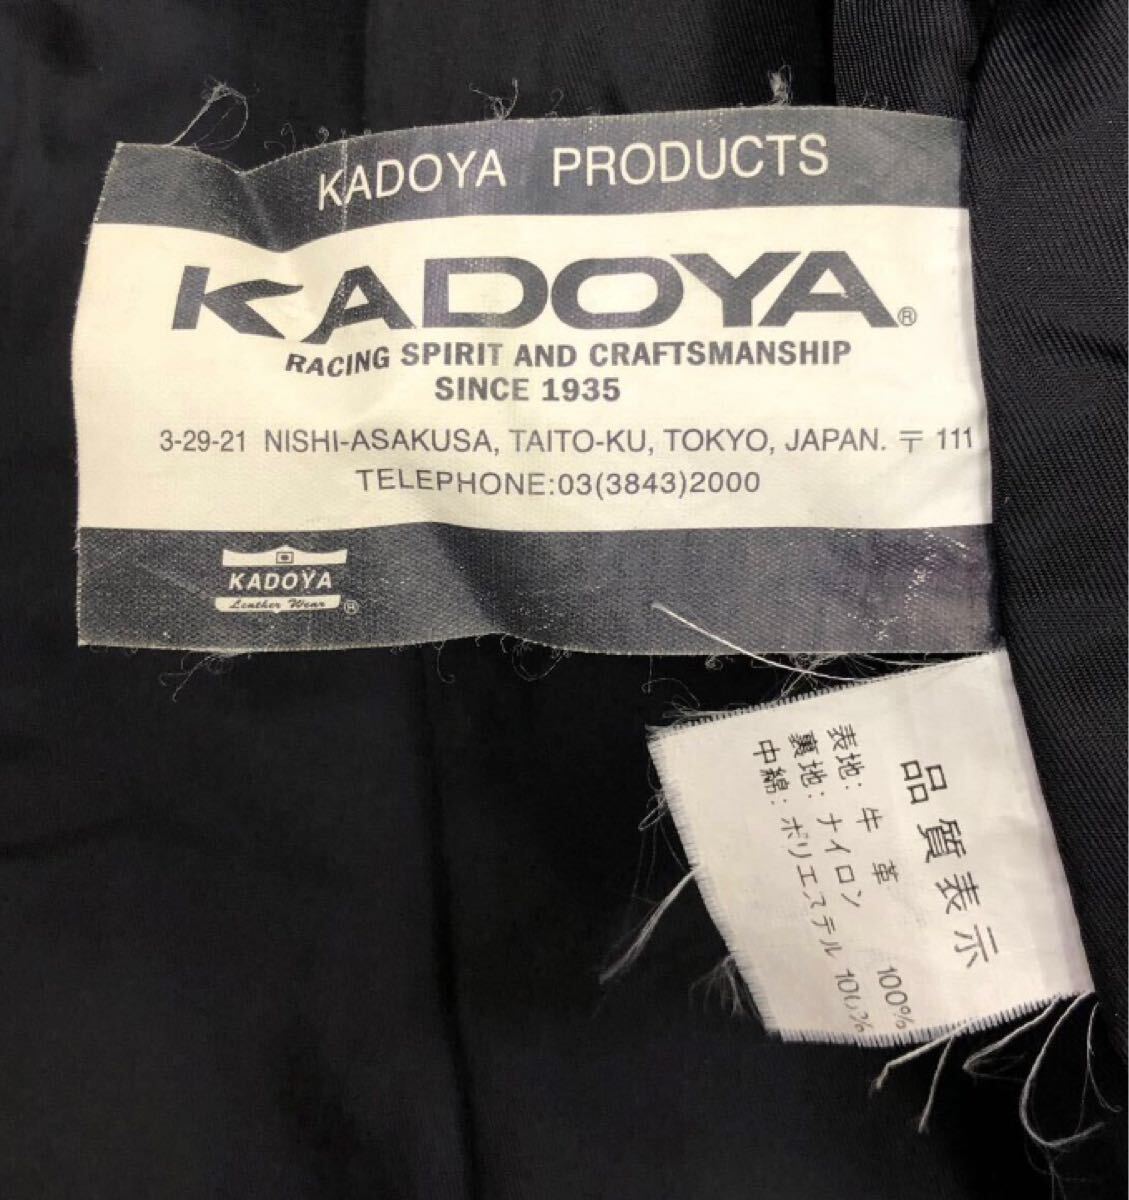 KADOYA PRODUCTS
KADOYA®
RACING SPIRIT AND CRAFTSMANSHIP
SINCE 1935
3-29-21 NISHI-ASAKUSA, TAITO-KU, TOKYO, JAPAN. 〒 111
TELEPHONE:03(3843)2000
KADOYA
Leather Wear ®
品質表示
表地: 牛革 100%
裏地: ナイロン
中綿: ポリエステル 100%